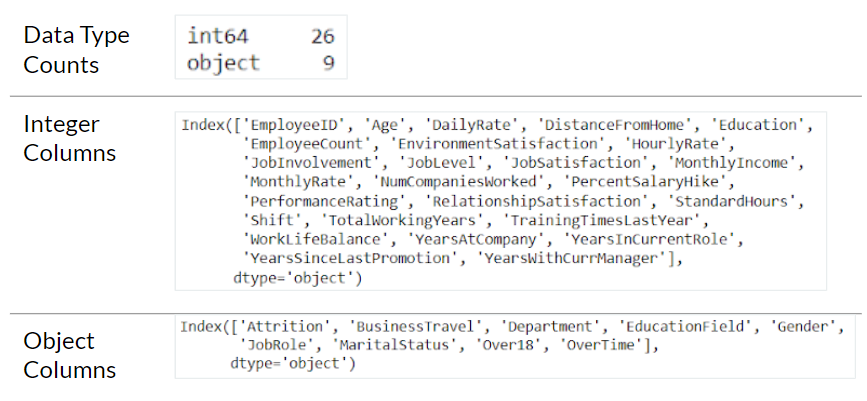 Data Type
Counts
int64 26
object 9
Integer
Columns
Index(['EmployeeID', 'Age', 'DailyRate', 'DistanceFromHome', 'Education',
'EmployeeCount', 'EnvironmentSatisfaction', 'HourlyRate',
'JobInvolvement', 'JobLevel', 'JobSatisfaction', 'MonthlyIncome',
'MonthlyRate', 'NumCompaniesWorked', 'PercentSalaryHike',
'PerformanceRating', 'RelationshipSatisfaction', 'StandardHours',
'Shift', 'TotalWorkingYears', 'TrainingTimesLastYear',
'WorkLifeBalance', 'YearsAtCompany', 'YearsInCurrentRole',
'YearsSinceLastPromotion', 'YearsWithCurrManager'],
dtype='object')
Object
Columns
Index(['Attrition', 'BusinessTravel', 'Department', 'EducationField', 'Gender',
'JobRole', 'MaritalStatus', 'Over18', 'OverTime'],
dtype='object')